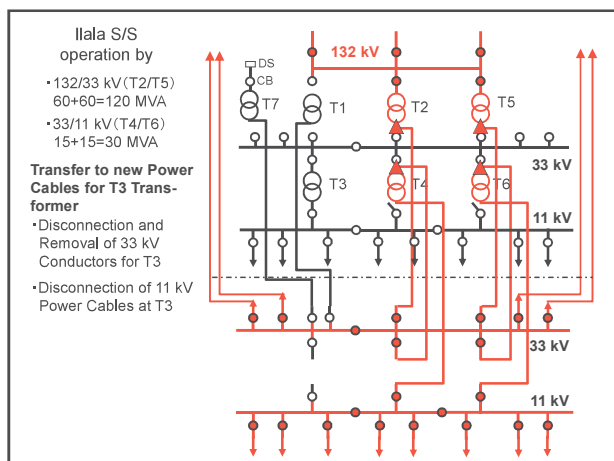 Ilala S/S
operation by
・132/33 kV(T2/T5)
60+60=120 MVA
・33/11 kV(T4/T6)
15+15=30 MVA
Transfer to new Power
Cables for T3 Trans-
former
・Disconnection and
Removal of 33 kV
Conductors for T3
・Disconnection of 11 kV
Power Cables at T3
132 kV
DS
CB
T7
T1
T2
T5
33 kV
T3
T4
T6
11 kV
33 kV
11 kV